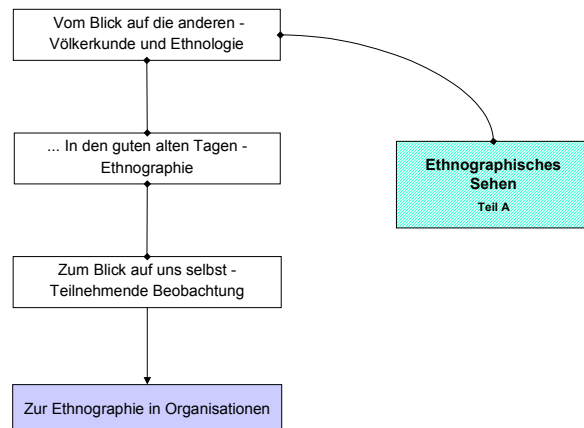 Vom Blick auf die anderen -
Völkerkunde und Ethnologie
... In den guten alten Tagen -
Ethnographie
Ethnographisches
Sehen
Teil A
Zum Blick auf uns selbst -
Teilnehmende Beobachtung
Zur Ethnographie in Organisationen